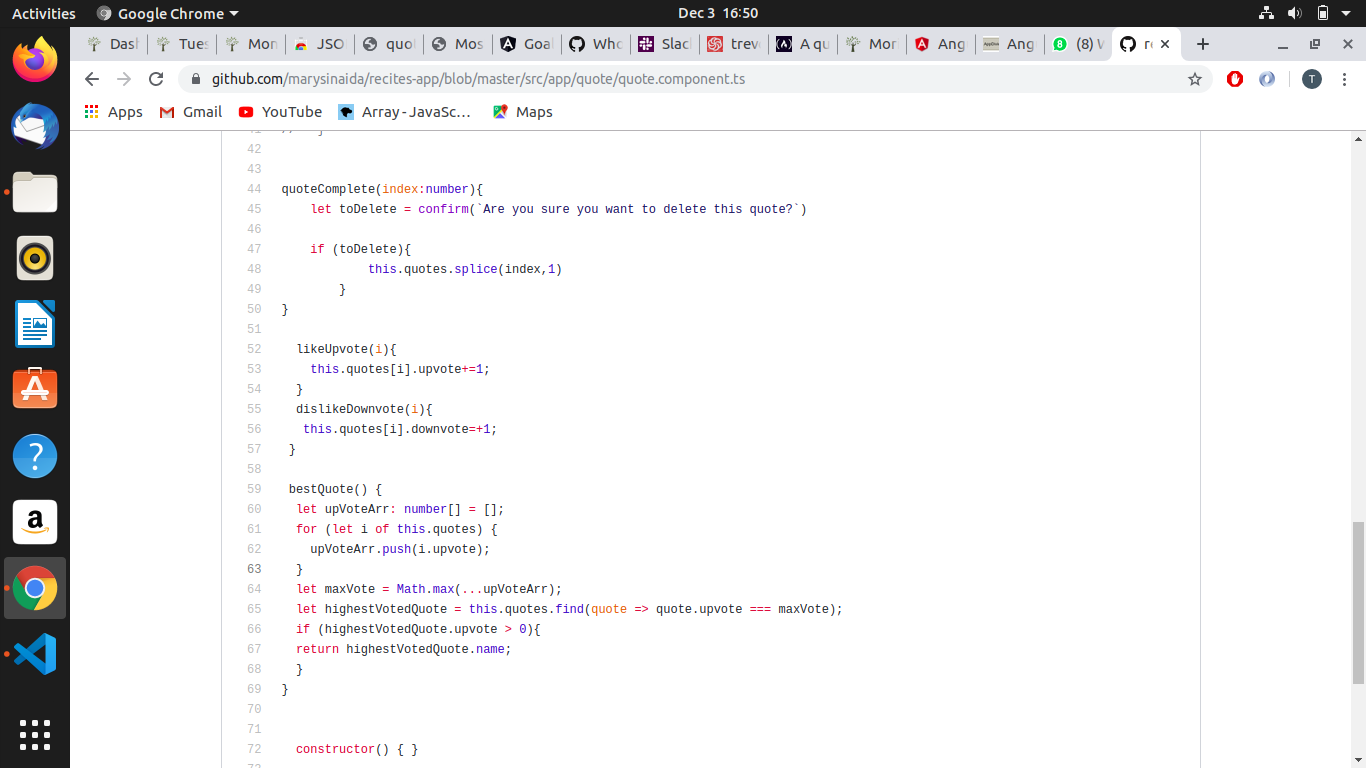 Activities Google Chrome Dec 3 16:50
Das Tues Mon JSO quo Mos Goa Who Slac trev A qu Mor Ang Ang (8) W re
github.com/marysinaida/recites-app/blob/master/src/app/quote/quote.component.ts T
Apps Gmail YouTube Array - JavaSc... Maps
42
43
44 quoteComplete(index:number){
45 let toDelete = confirm(`Are you sure you want to delete this quote?`)
46
47 if (toDelete){
48 this.quotes.splice(index,1)
49 }
50 }
51
52 likeUpvote(i){
53 this.quotes[i].upvote+=1;
54 }
55 dislikeDownvote(i){
56 this.quotes[i].downvote=+1;
57 }
58
59 bestQuote() {
60 let upVoteArr: number[] = [];
61 for (let i of this.quotes) {
62 upVoteArr.push(i.upvote);
63 }
64 let maxVote = Math.max(...upVoteArr);
65 let highestVotedQuote = this.quotes.find(quote => quote.upvote === maxVote);
66 if (highestVotedQuote.upvote > 0){
67 return highestVotedQuote.name;
68 }
69 }
70
71
72 constructor() { }